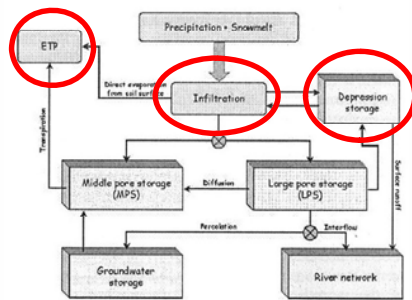 Precipitation + Snowmelt
ETP
Direct evaporation
from soil surface
Infiltration
Depression
storage
Transpiration
Surface runoff
Middle pore storage
(MPS)
Diffusion
Large pore storage
(LPS)
Percolation
Interflow
Groundwater
storage
River network